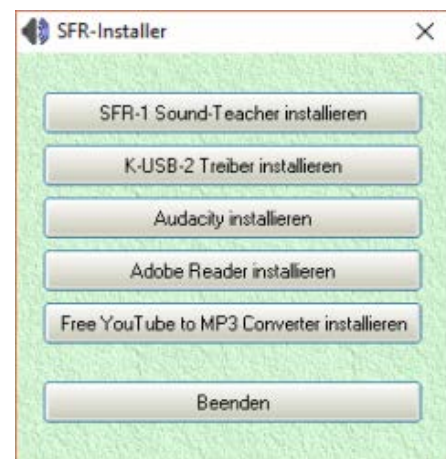 SFR-Installer
SFR-1 Sound-Teacher installieren
K-USB-2 Treiber installieren
Audacity installieren
Adobe Reader installieren
Free YouTube to MP3 Converter installieren
Beenden